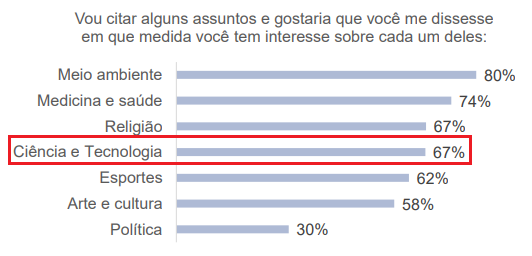 Vou citar alguns assuntos e gostaria que você me dissesse
em que medida você tem interesse sobre cada um deles:
Meio ambiente 80%
Medicina e saúde 74%
Religião 67%
Ciência e Tecnologia 67%
Esportes 62%
Arte e cultura 58%
Política 30%